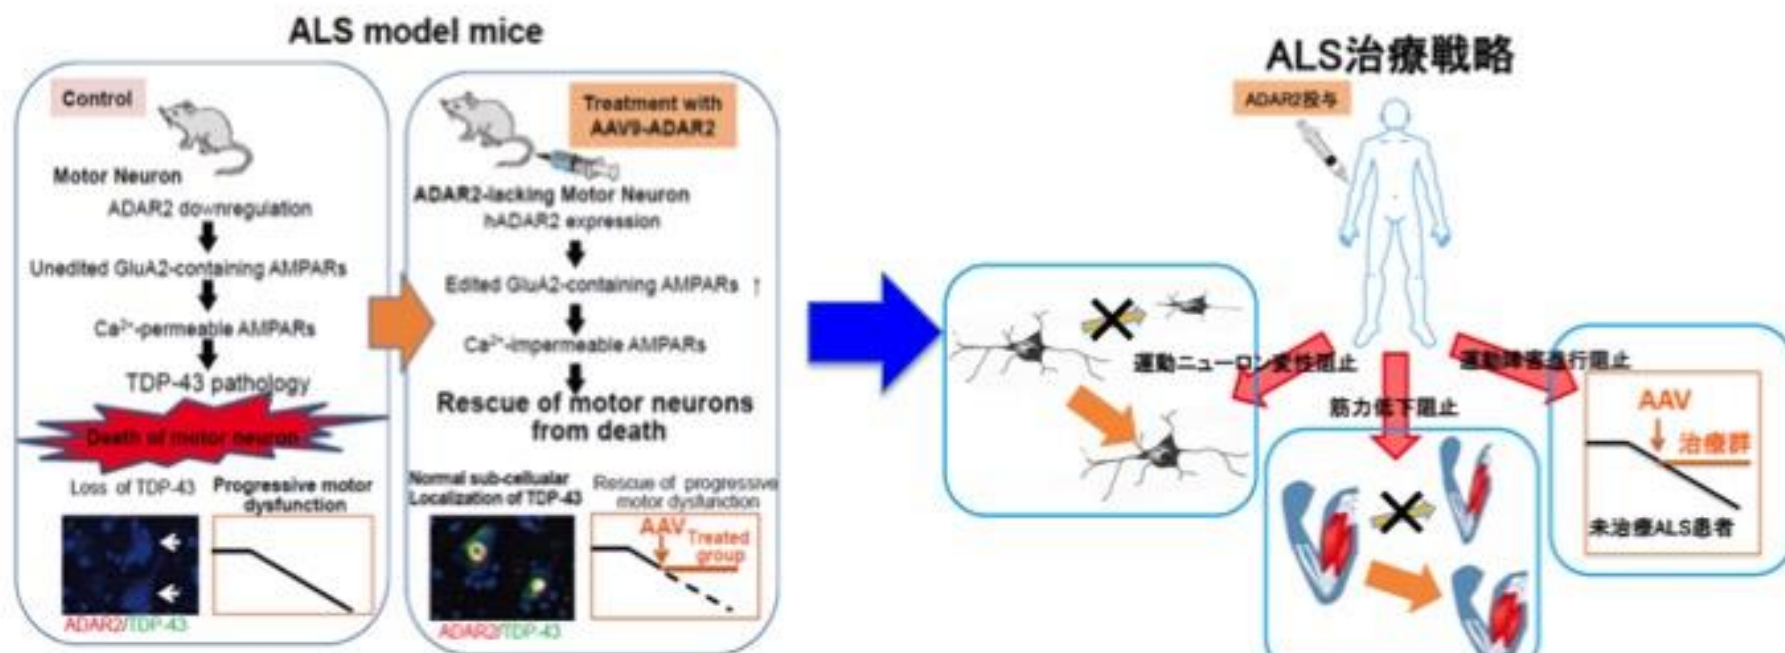 ALS model mice
Control
Motor Neuron
ADAR2 downregulation
Unedited GluA2-containing AMPARs
Ca²⁺-permeable AMPARs
TDP-43 pathology
Death of motor neuron
Loss of TDP-43
Progressive motor
dysfunction
ADAR2/TDP-43
Treatment with
AAV9-ADAR2
ADAR2-lacking Motor Neuron
hADAR2 expression
Edited GluA2-containing AMPARs ↑
Ca²⁺-impermeable AMPARs
Rescue of motor neurons
from death
Normal sub-cellualar
Localization of TDP-43
Rescue of progressive
motor dysfunction
AAV
Treated
group
ADAR2/TDP-43
ALS治療戦略
ADAR2投与
運動ニューロン変性阻止
筋力低下阻止
運動障害進行阻止
AAV
治療群
未治療ALS患者